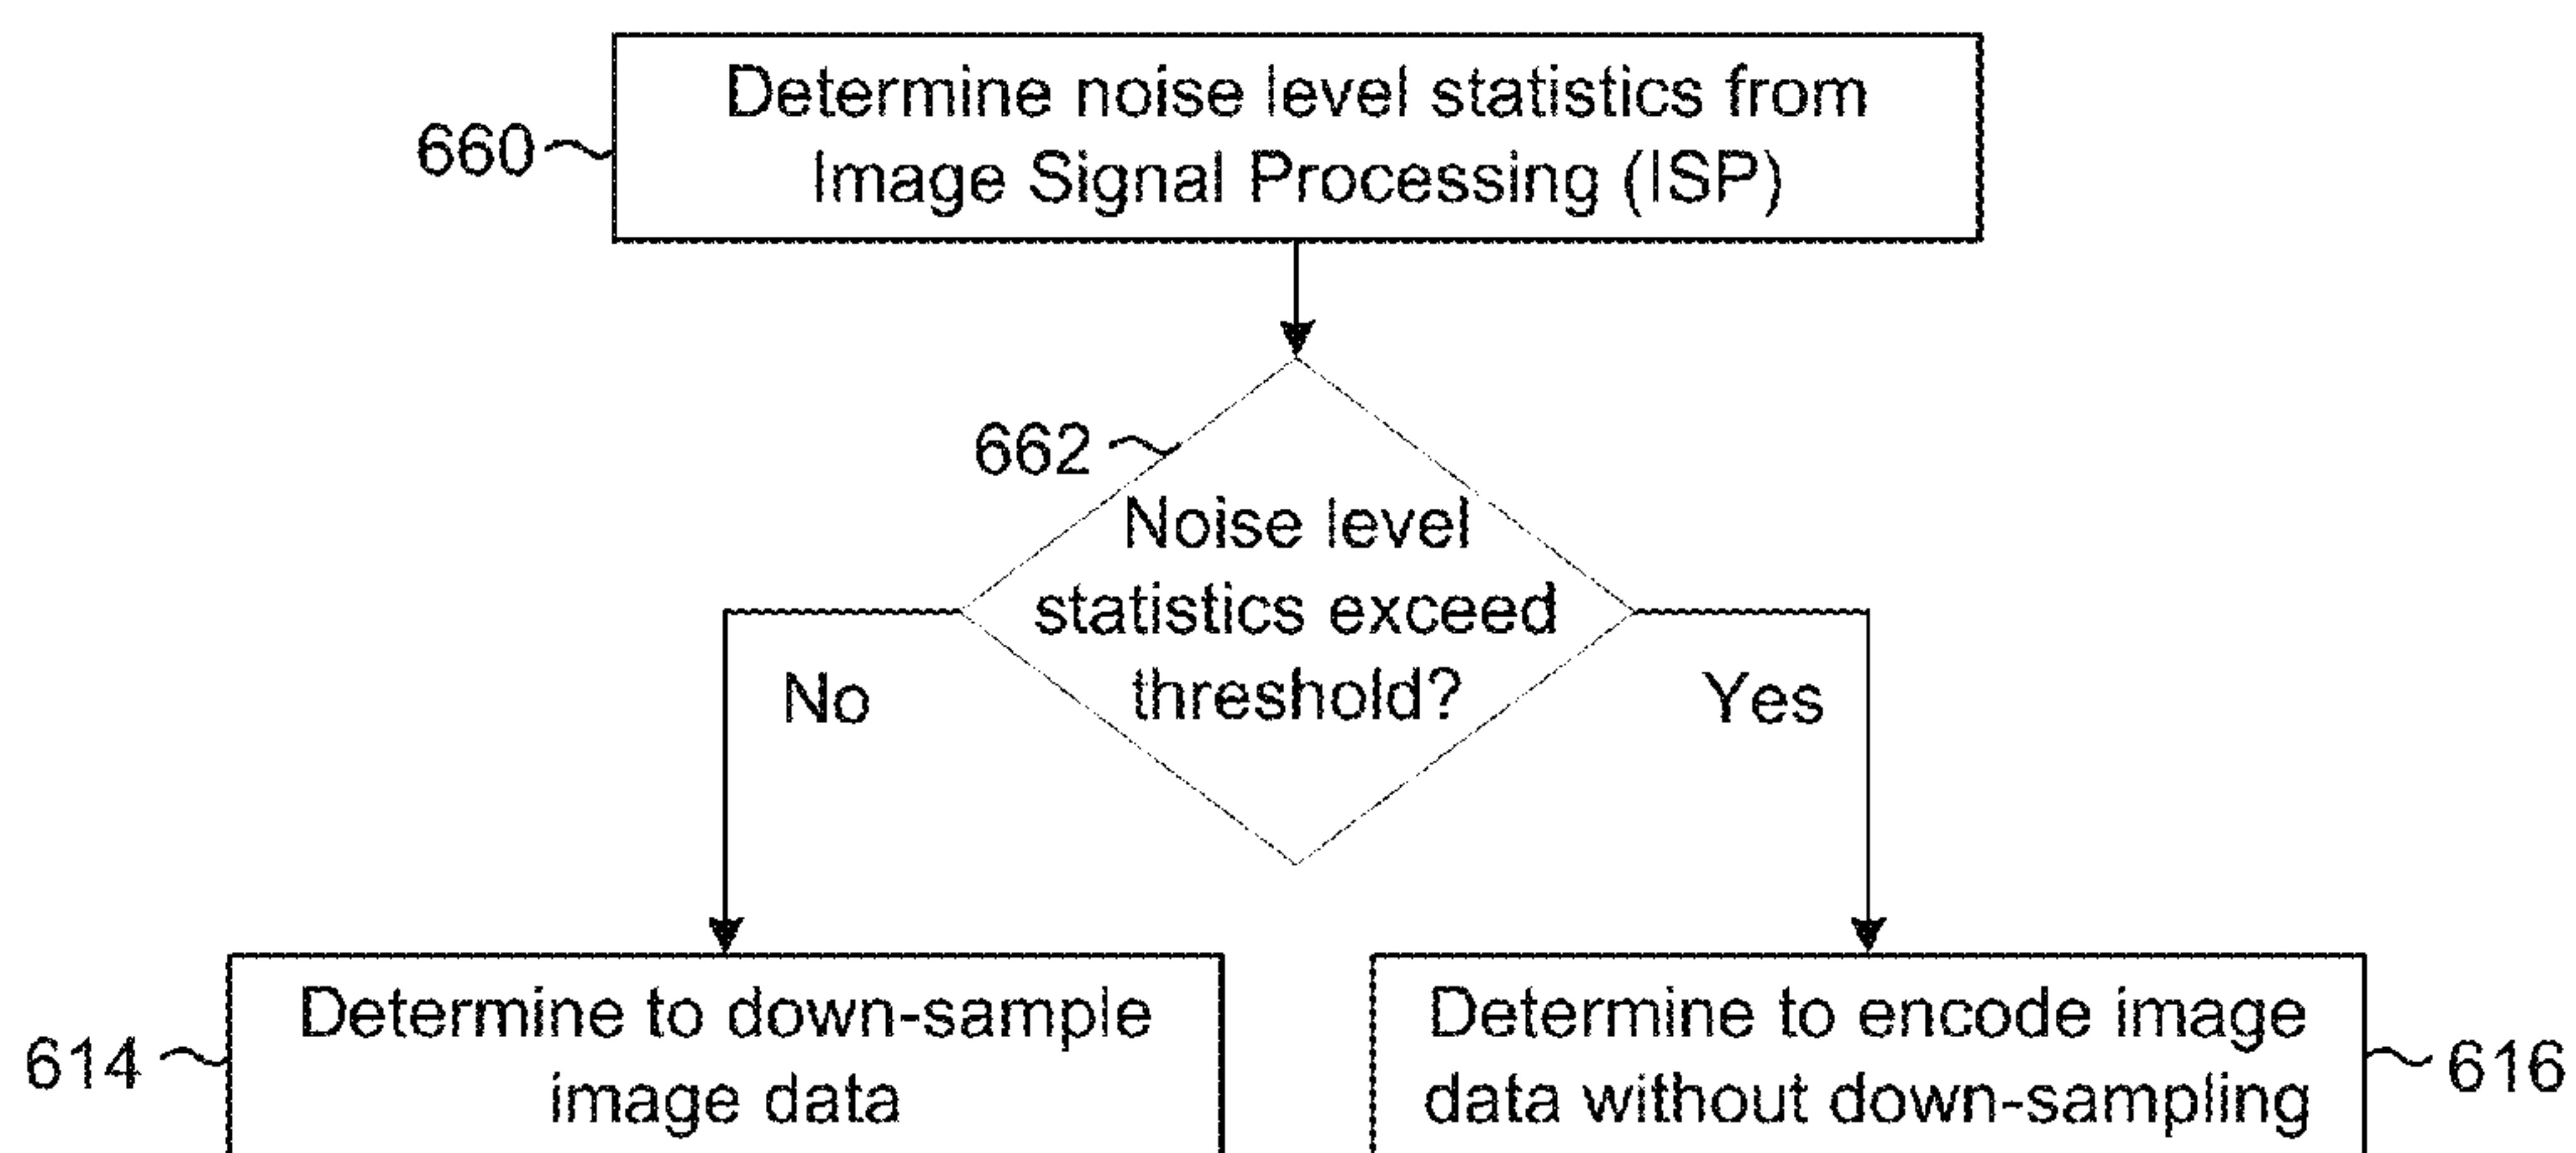 Determine noise level statistics from
660
Image Signal Processing (ISP)
662
Noise level
statistics exceed
threshold?
No
Yes
Determine to down-sample
614
image data
Determine to encode image
data without down-sampling
616